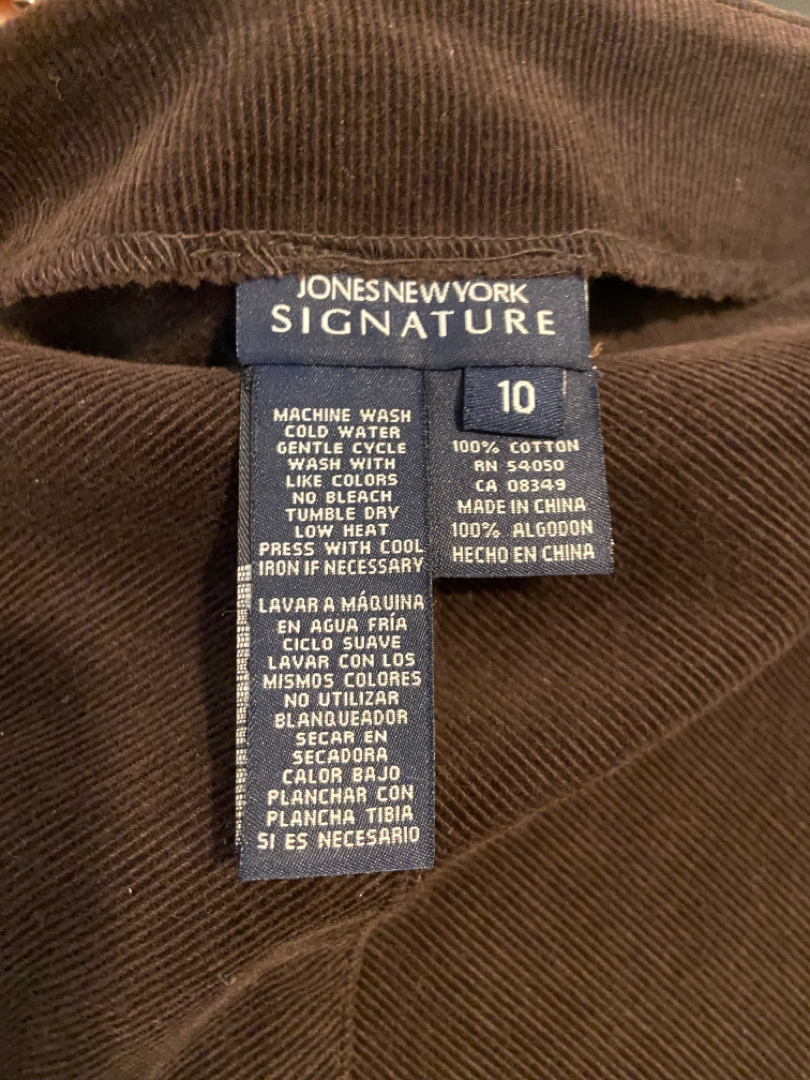 JONES NEW YORK
SIGNATURE
10
MACHINE WASH
COLD WATER
GENTLE CYCLE
WASH WITH
LIKE COLORS
NO BLEACH
TUMBLE DRY
LOW HEAT
PRESS WITH COOL
IRON IF NECESSARY
LAVAR A MÁQUINA
EN AGUA FRÍA
CICLO SUAVE
LAVAR CON LOS
MISMOS COLORES
NO UTILIZAR
BLANQUEADOR
SECAR EN
SECADORA
CALOR BAJO
PLANCHAR CON
PLANCHA TIBIA
SI ES NECESARIO
100% COTTON
RN 54050
CA 08349
MADE IN CHINA
100% ALGODON
HECHO EN CHINA